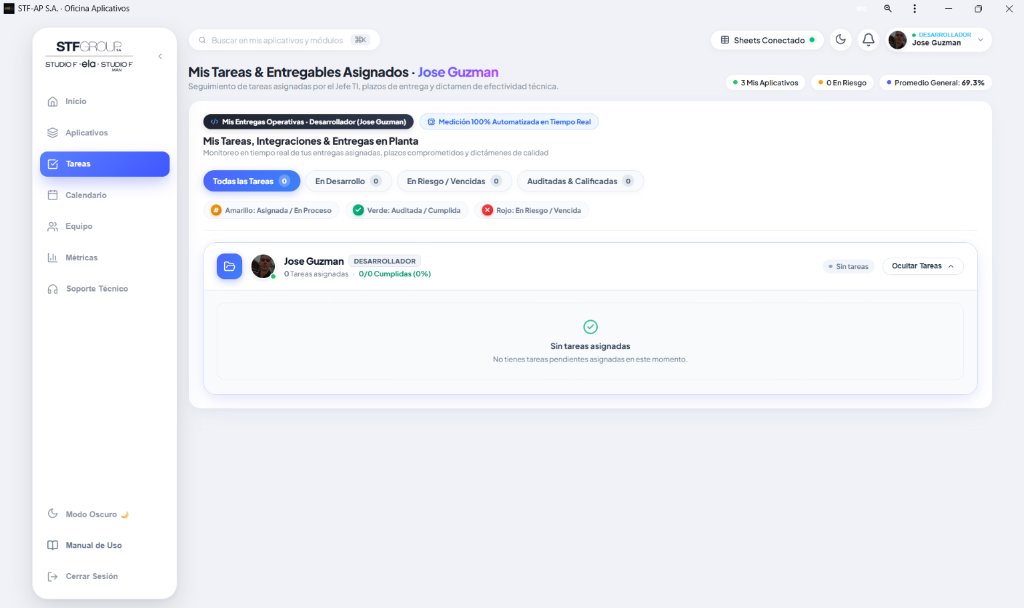 STF-AP S.A. · Oficina Aplicativos
STFGROUP S.A.
STUDIO F · ela · STUDIO F MAN
Inicio
Aplicativos
Tareas
Calendario
Equipo
Métricas
Soporte Técnico
Modo Oscuro 🌙
Manual de Uso
Cerrar Sesión
Buscar en mis aplicativos y módulos ⌘K
Sheets Conectado
DESARROLLADOR
Jose Guzman
Mis Tareas & Entregables Asignados · Jose Guzman
Seguimiento de tareas asignadas por el Jefe TI, plazos de entrega y dictamen de efectividad técnica.
3 Mis Aplicativos
0 En Riesgo
Promedio General: 69.3%
Mis Entregas Operativas - Desarrollador (Jose Guzman)
Medición 100% Automatizada en Tiempo Real
Mis Tareas, Integraciones & Entregas en Planta
Monitoreo en tiempo real de tus entregas asignadas, plazos comprometidos y dictámenes de calidad
Todas las Tareas 0
En Desarrollo 0
En Riesgo / Vencidas 0
Auditadas & Calificadas 0
Amarillo: Asignada / En Proceso
Verde: Auditada / Cumplida
Rojo: En Riesgo / Vencida
Jose Guzman DESARROLLADOR
0 Tareas asignadas · 0/0 Cumplidas (0%)
Sin tareas
Ocultar Tareas
Sin tareas asignadas
No tienes tareas pendientes asignadas en este momento.